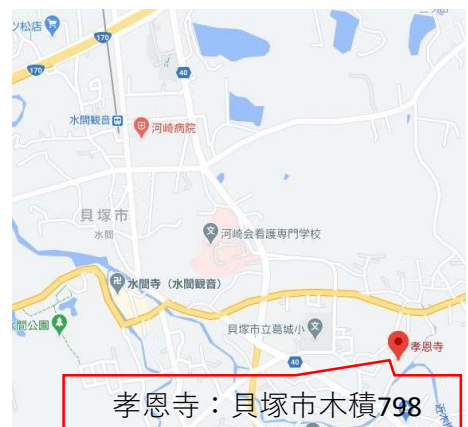 ツ松店
170
170
40
水間観音
河崎病院
貝塚市
水間
河崎会看護専門学校
水間寺（水間観音）
間公園
貝塚市立葛城小
孝恩寺
40
孝恩寺：貝塚市木積798